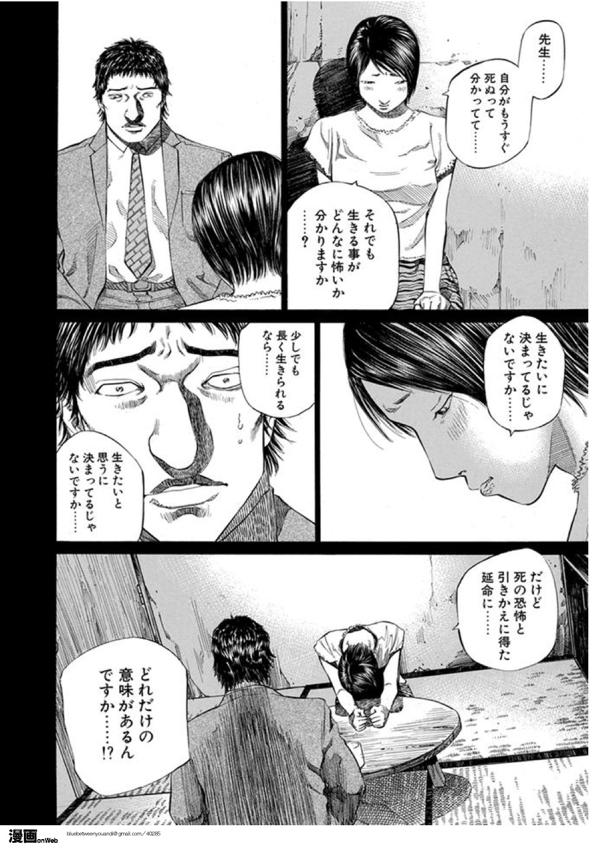 先生……
自分がもうすぐ
死ぬって
分かってて……
それでも
生きる事が
どんなに怖いか
分かりますか
……？
生きたいに
決まってるじゃ
ないですか……
少しでも
長く生きられる
なら……
生きたいと
思うに
決まってるじゃ
ないですか
……
だけど
死の恐怖と
引きかえに得た
延命に……
どれだけの
意味があるん
ですか……!?
漫画 on Web
bluebetweenyouandi@gmail.com／40285